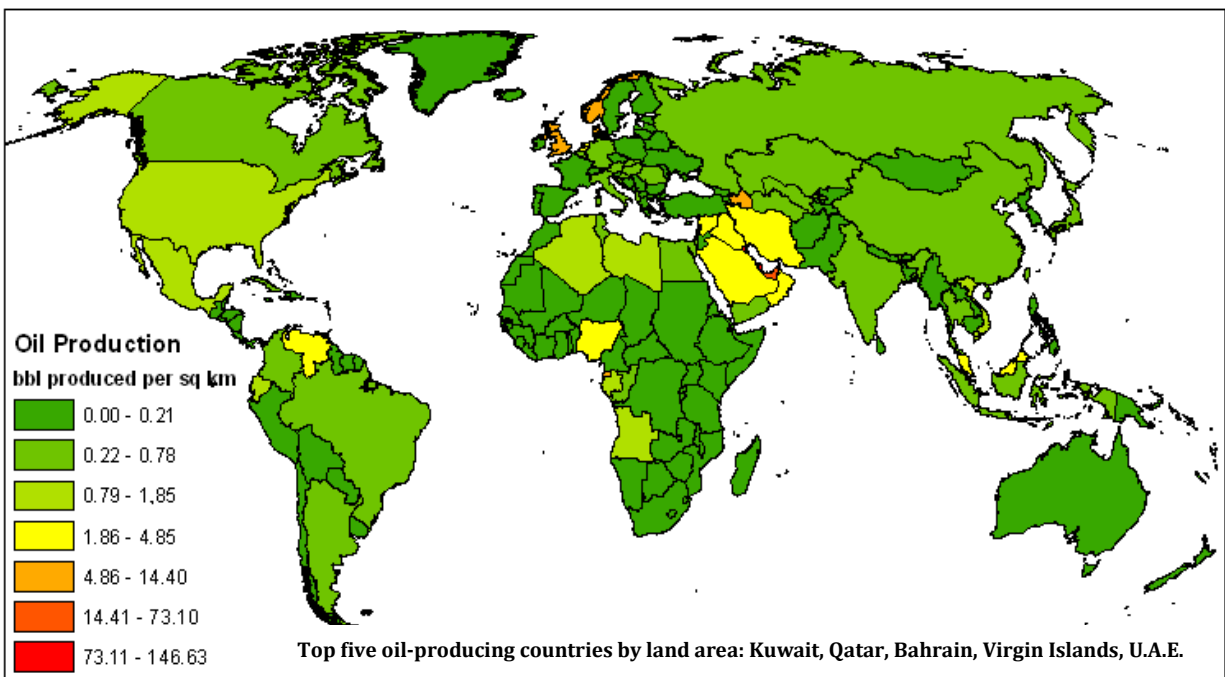 Oil Production
bbl produced per sq km
0.00 - 0.21
0.22 - 0.78
0.79 - 1.85
1.86 - 4.85
4.86 - 14.40
14.41 - 73.10
73.11 - 146.63
Top five oil-producing countries by land area: Kuwait, Qatar, Bahrain, Virgin Islands, U.A.E.